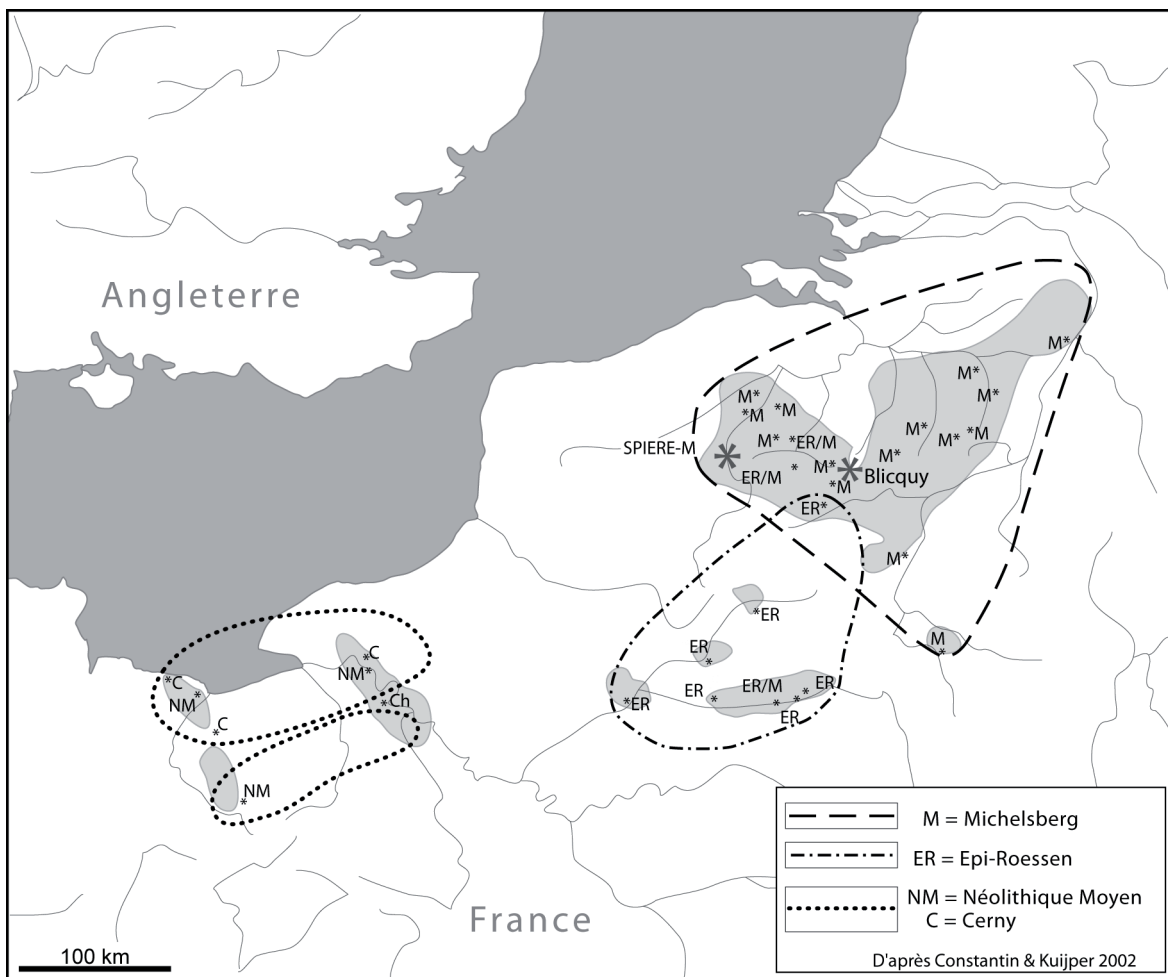 Angleterre
M*
M*
M*
M*
*M
*M
M*
SPIERE-M
M*
*ER/M
M*
*M
M*
ER/M
*
M*
Blicquy
*M
ER*
M*
*ER
ER
*
M
*
*C
NM*
*C
NM
*
*Ch
*C
NM
*
*ER
ER
*
ER/M
*
ER
*
*
ER
France
M = Michelsberg
ER = Epi-Roessen
NM = Néolithique Moyen
C = Cerny
100 km
D'après Constantin & Kuijper 2002